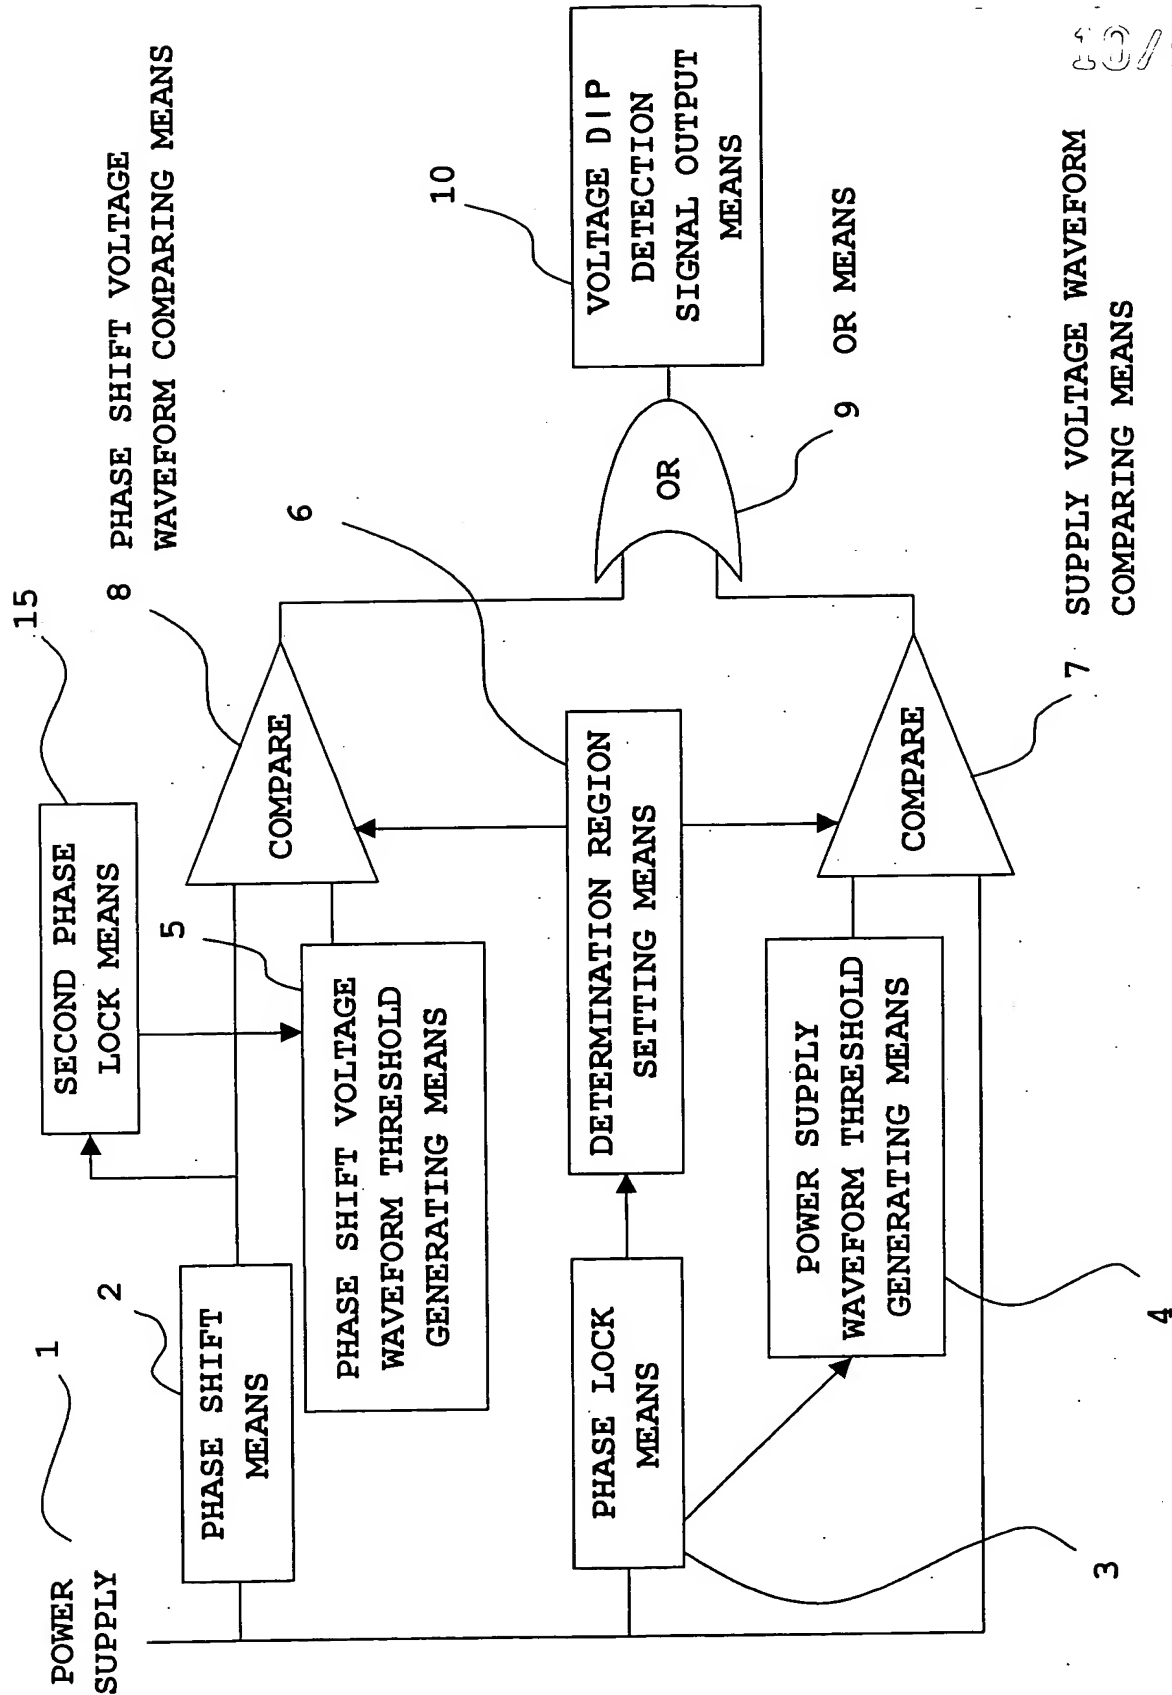 POWER
SUPPLY
1
2
PHASE SHIFT
MEANS
15
SECOND PHASE
LOCK MEANS
8 PHASE SHIFT VOLTAGE
WAVEFORM COMPARING MEANS
COMPARE
5
PHASE SHIFT VOLTAGE
WAVEFORM THRESHOLD
GENERATING MEANS
PHASE LOCK
MEANS
3
6
DETERMINATION REGION
SETTING MEANS
POWER SUPPLY
WAVEFORM THRESHOLD
GENERATING MEANS
4
COMPARE
7 SUPPLY VOLTAGE WAVEFORM
COMPARING MEANS
OR
9 OR MEANS
10
VOLTAGE DIP
DETECTION
SIGNAL OUTPUT
MEANS
10/